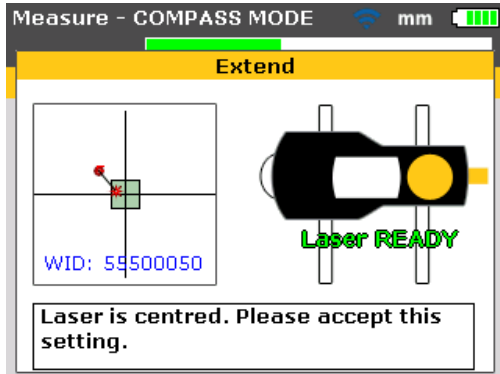 Measure - COMPASS MODE mm
Extend
WID: 55500050
Laser READY
Laser is centred. Please accept this
setting.